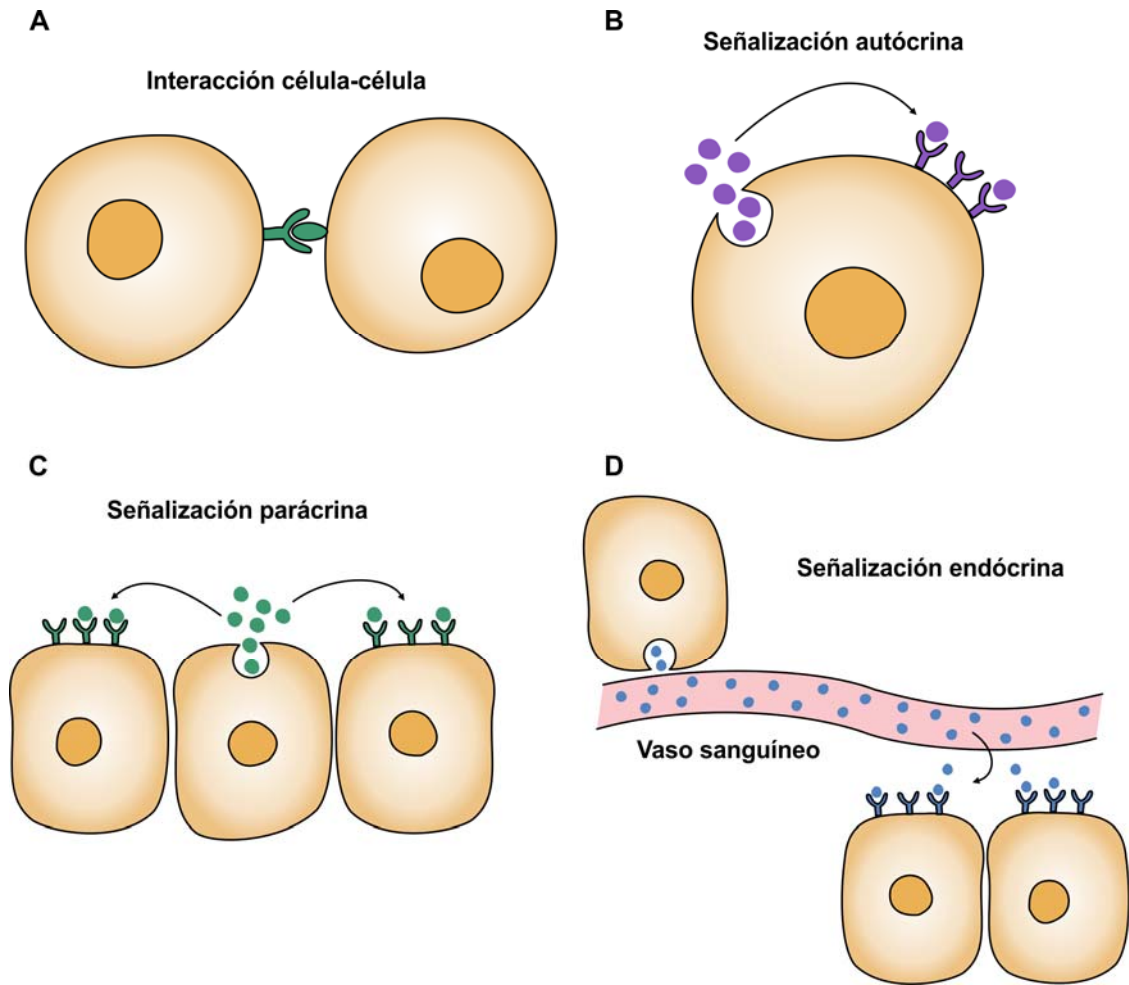 A
Interacción célula-célula
B
Señalización autócrina
C
Señalización parácrina
D
Señalización endócrina
Vaso sanguíneo